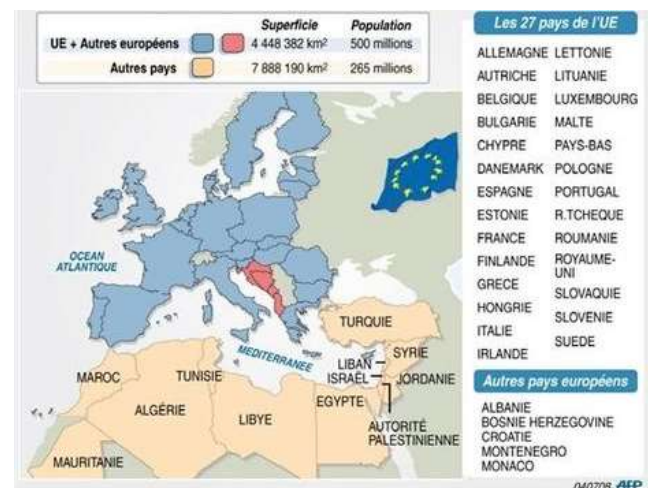 Superficie Population
UE + Autres européens 4 448 382 km² 500 millions
Autres pays 7 888 190 km² 265 millions
Les 27 pays de l'UE
ALLEMAGNE LETTONIE
AUTRICHE LITUANIE
BELGIQUE LUXEMBOURG
BULGARIE MALTE
CHYPRE PAYS-BAS
DANEMARK POLOGNE
ESPAGNE PORTUGAL
ESTONIE R.TCHEQUE
FRANCE ROUMANIE
FINLANDE ROYAUME-
UNI
GRECE SLOVAQUIE
HONGRIE SLOVENIE
ITALIE SUEDE
IRLANDE
Autres pays européens
ALBANIE
BOSNIE HERZEGOVINE
CROATIE
MONTENEGRO
MONACO
OCEAN
ATLANTIQUE
MEDITERRANEE
TURQUIE
SYRIE
LIBAN
ISRAËL
JORDANIE
MAROC
TUNISIE
ALGÉRIE
LIBYE
EGYPTE
AUTORITÉ
PALESTINIENNE
MAURITANIE
040708 AFP